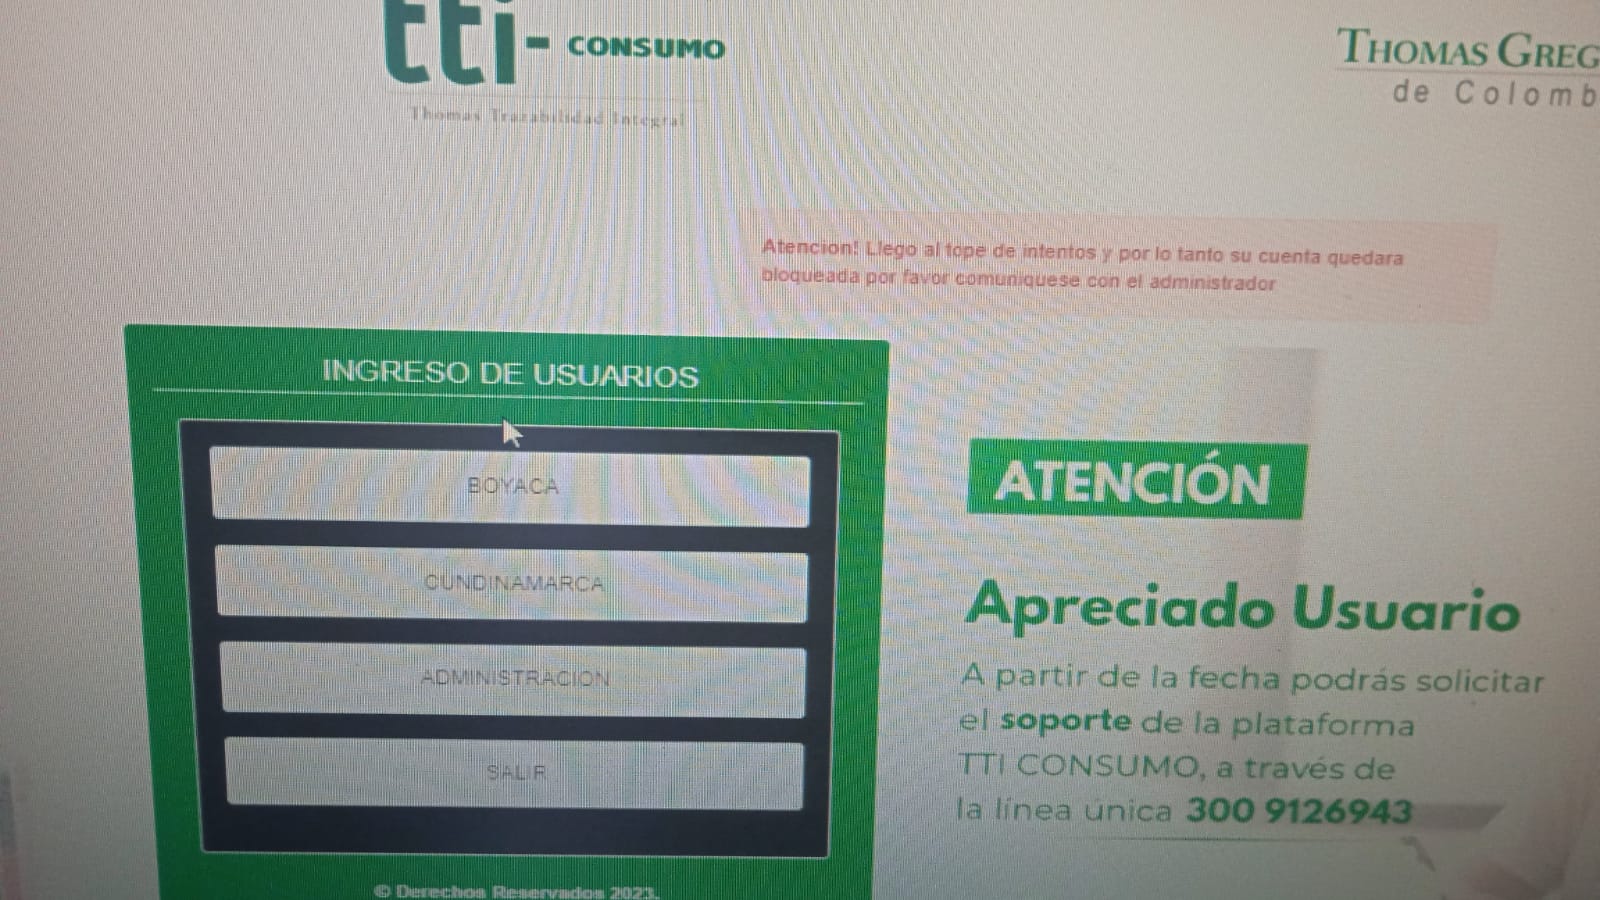 tti - CONSUMO
Thomas Trazabilidad Integral
THOMAS GREG
de Colomb
Atencion! Llego al tope de intentos y por lo tanto su cuenta quedara
bloqueada por favor comuniquese con el administrador
INGRESO DE USUARIOS
BOYACA
CUNDINAMARCA
ADMINISTRACION
SALIR
© Derechos Reservados 2023.
ATENCIÓN
Apreciado Usuario
A partir de la fecha podrás solicitar
el soporte de la plataforma
TTI CONSUMO, a través de
la línea única 300 9126943